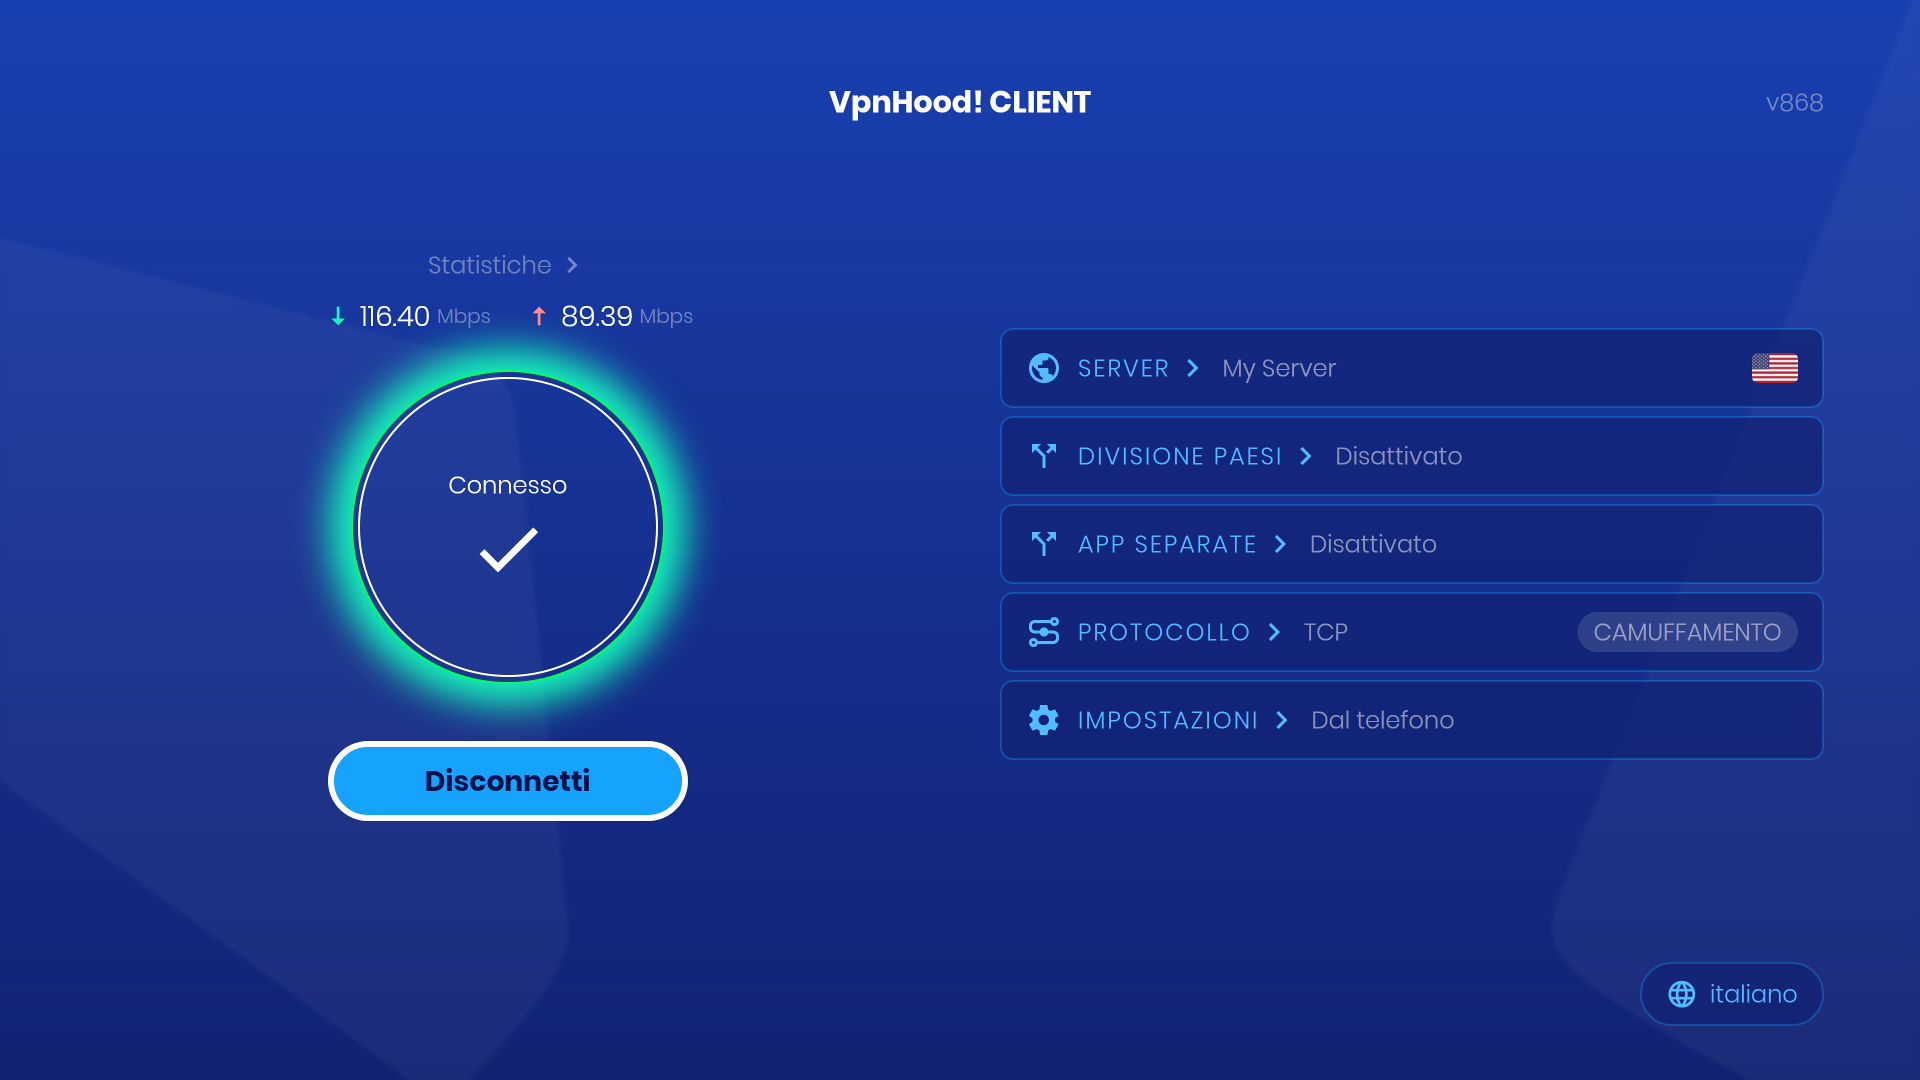 VpnHood! CLIENT
v868
Statistiche
116.40 Mbps 89.39 Mbps
Connesso
Disconnetti
SERVER My Server
DIVISIONE PAESI Disattivato
APP SEPARATE Disattivato
PROTOCOLLO TCP CAMUFFAMENTO
IMPOSTAZIONI Dal telefono
italiano